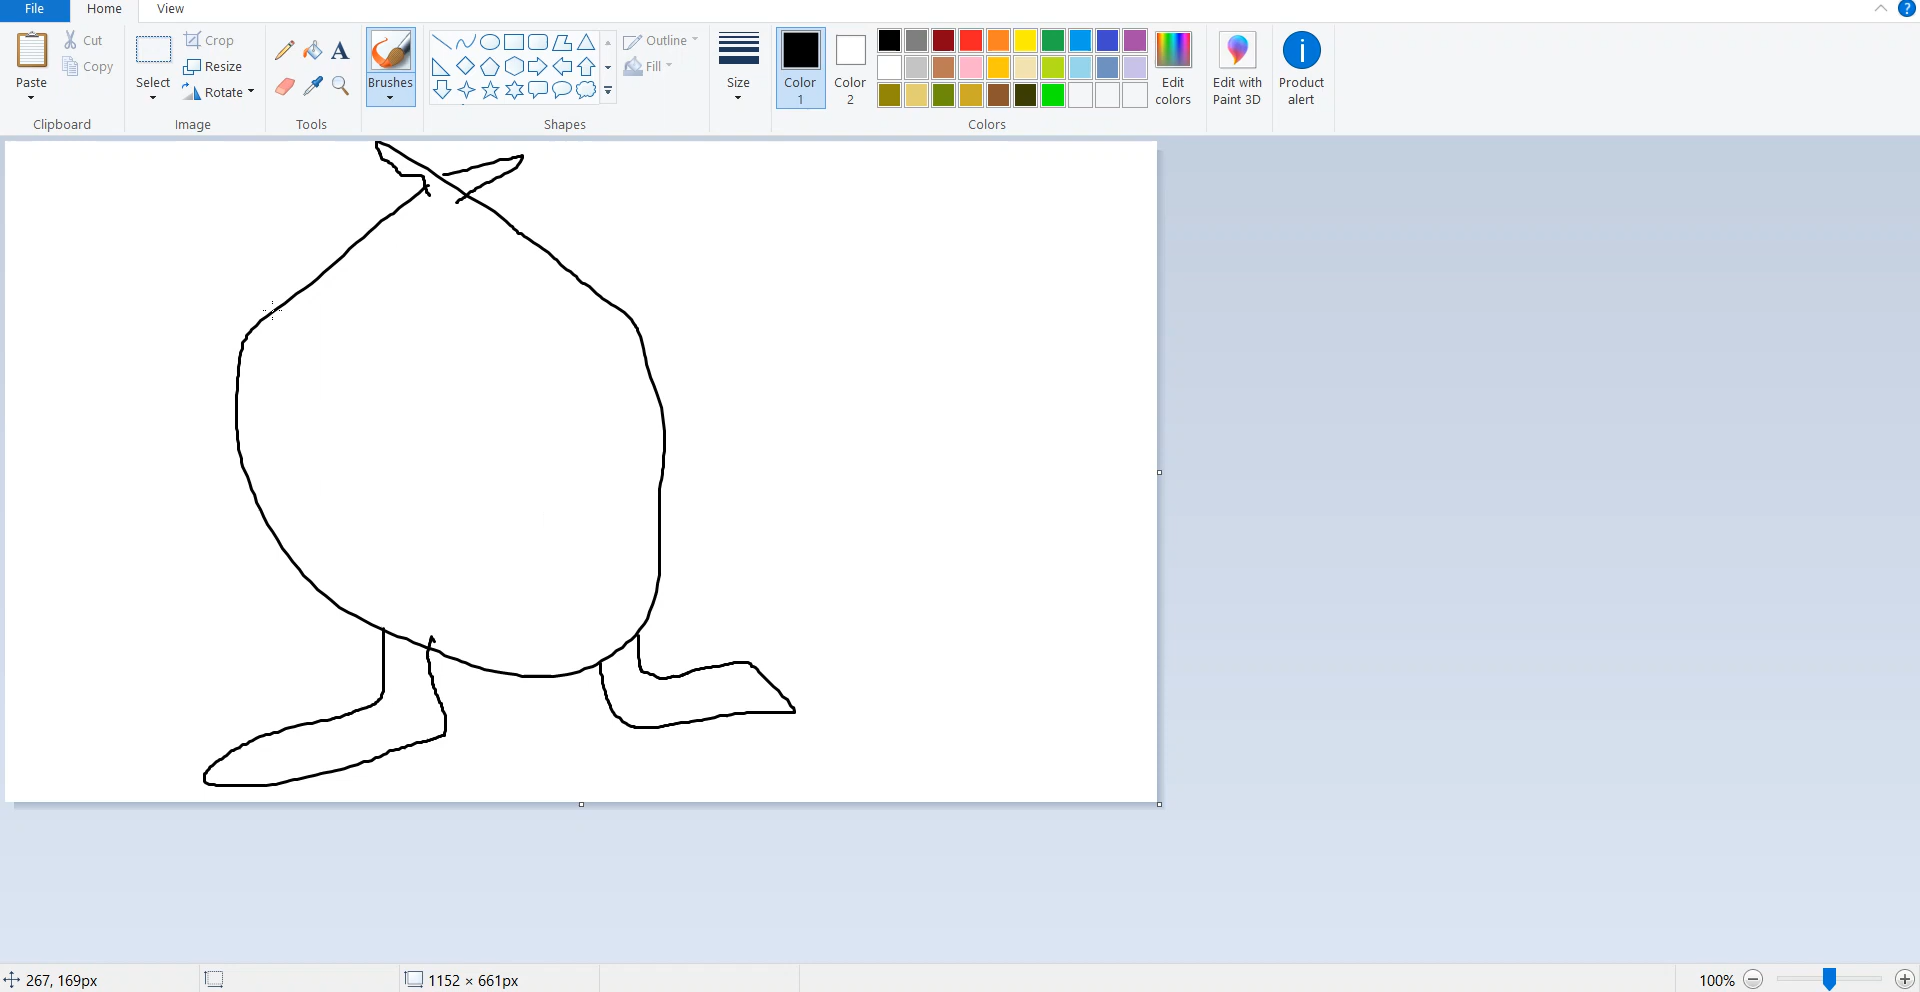 File Home View ?
Paste
Cut
Copy
Clipboard
Select
Crop
Resize
Rotate
Image
A
Tools
Brushes
Shapes
Outline
Fill
Size
Color
1
Color
2
Colors
Edit
colors
Edit with
Paint 3D
i
Product
alert
267, 169px
1152 × 661px
100%